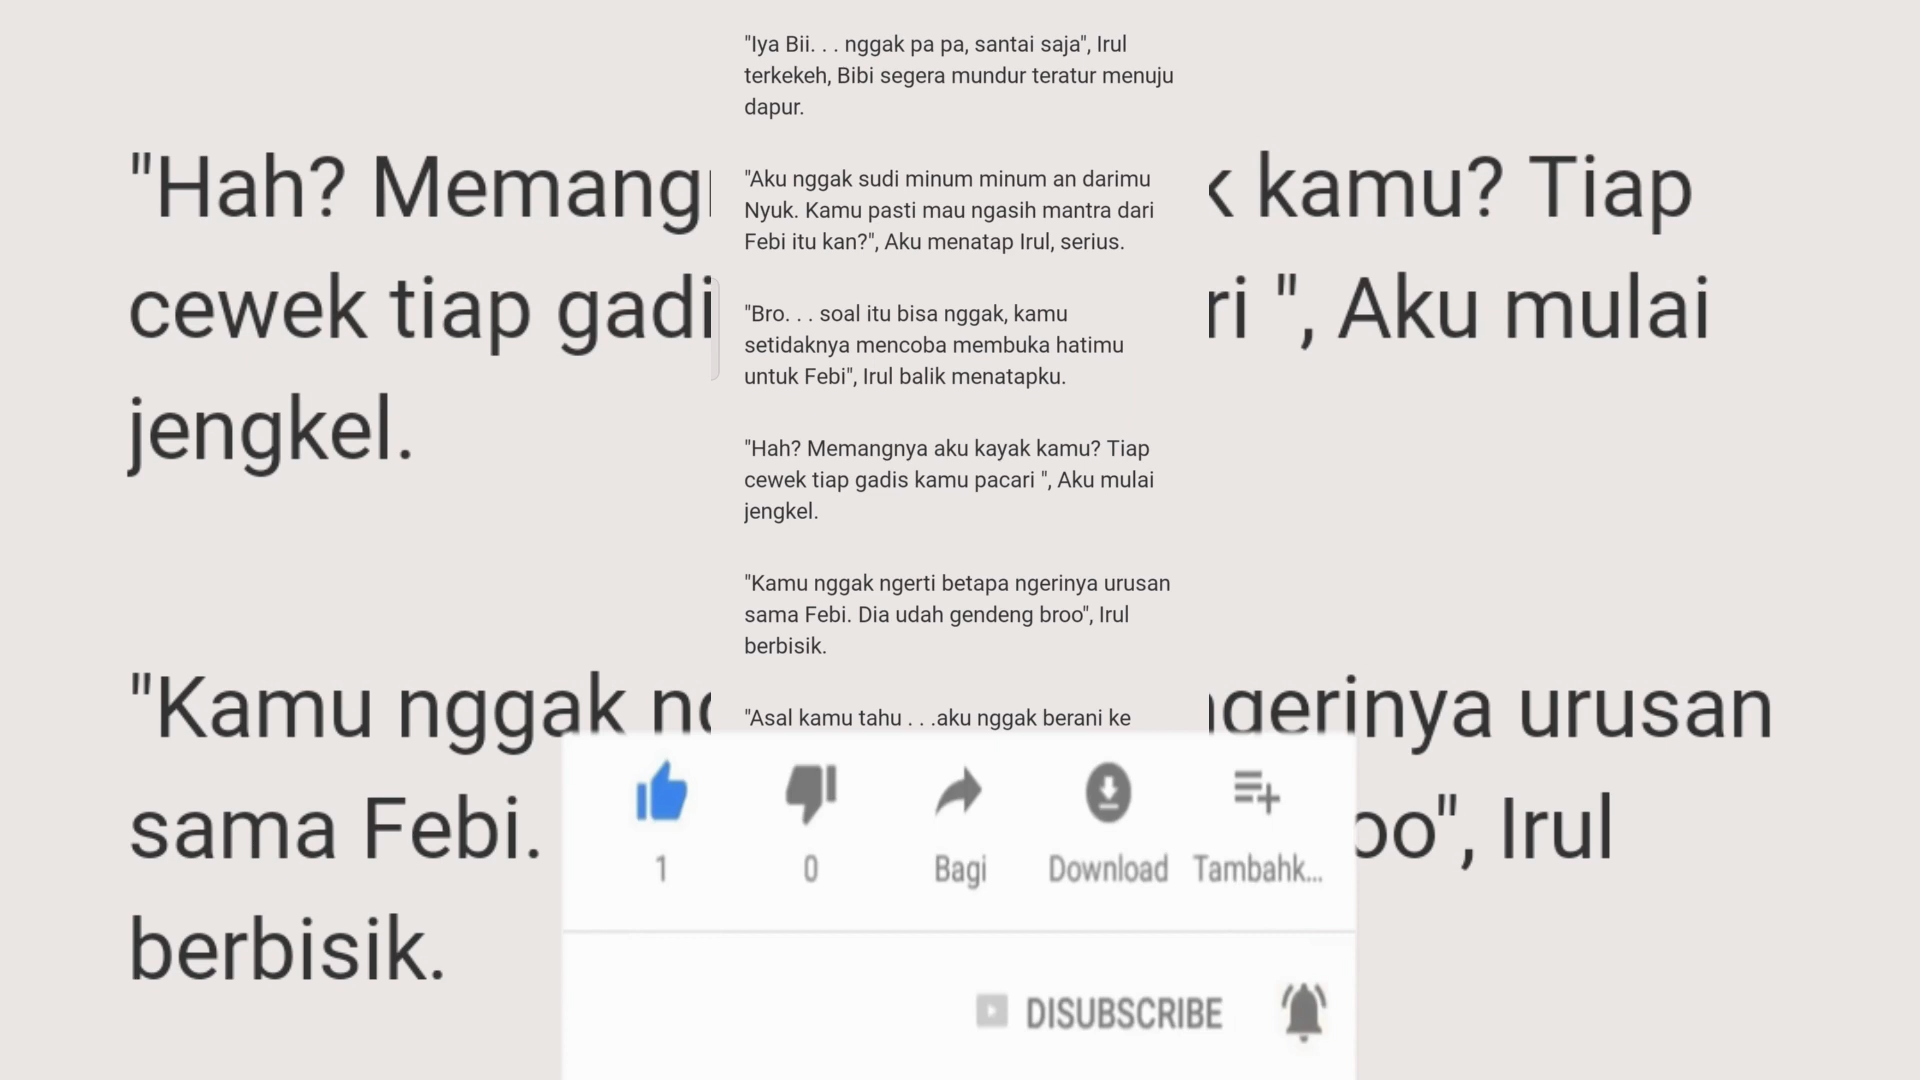 "Iya Bii. . . nggak pa pa, santai saja", Irul
terkekeh, Bibi segera mundur teratur menuju
dapur.
"Aku nggak sudi minum minum an darimu
Nyuk. Kamu pasti mau ngasih mantra dari
Febi itu kan?", Aku menatap Irul, serius.
"Bro. . . soal itu bisa nggak, kamu
setidaknya mencoba membuka hatimu
untuk Febi", Irul balik menatapku.
"Hah? Memangnya aku kayak kamu? Tiap
cewek tiap gadis kamu pacari ", Aku mulai
jengkel.
"Kamu nggak ngerti betapa ngerinya urusan
sama Febi. Dia udah gendeng broo", Irul
berbisik.
"Asal kamu tahu . . .aku nggak berani ke
"Hah? Memang
kamu? Tiap
cewek tiap gadi
ri ", Aku mulai
jengkel.
"Kamu nggak
ngerinya urusan
sama Febi.
oo", Irul
berbisik.
1 0 Bagi Download Tambahk...
DISUBSCRIBE